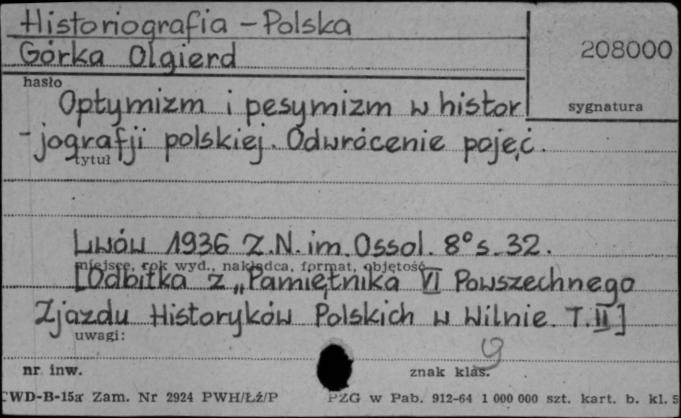 Historiografia – Polska
Górka Olgierd
208000
hasło
sygnatura
Optymizm i pesymizm w histor
-jografji polskiej. Odwrócenie pojęć.
tytuł
Lwów 1936 Z.N. im. Ossol. 8° s. 32.
miejsce, rok wyd., nakładca, format, objętość
[Odbitka z „Pamiętnika VI Powszechnego
Zjazdu Historyków Polskich w Wilnie. T. II]
uwagi:
nr inw.
znak klas.
CWD-B-15a Zam. Nr 2924 PWH/Łź/P
PZG w Pab. 912-64 1 000 000 szt. kart. b. kl. 5